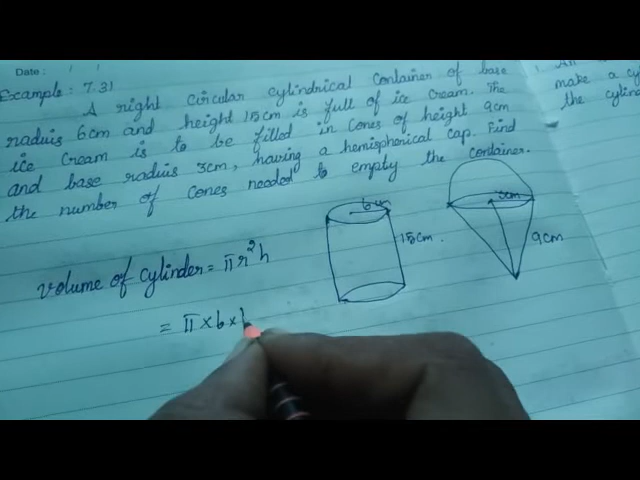 Date : / /
Example : 7.31
A right circular cylindrical container of base
radius 6cm and height 15cm is full of ice cream. The
ice cream is to be filled in cones of height 9cm
and base radius 3cm, having a hemispherical cap. Find
the number of cones needed to empty the container.
make a cy
the cylind
6cm
15cm.
3cm
9cm
Volume of cylinder = πr²h
= π×6×